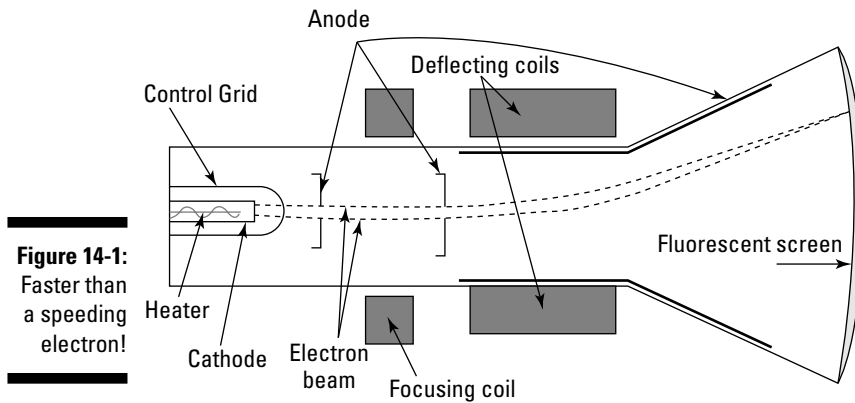 Anode
Deflecting coils
Control Grid
Fluorescent screen
Figure 14-1:
Faster than
a speeding
electron!
Heater
Cathode
Electron
beam
Focusing coil